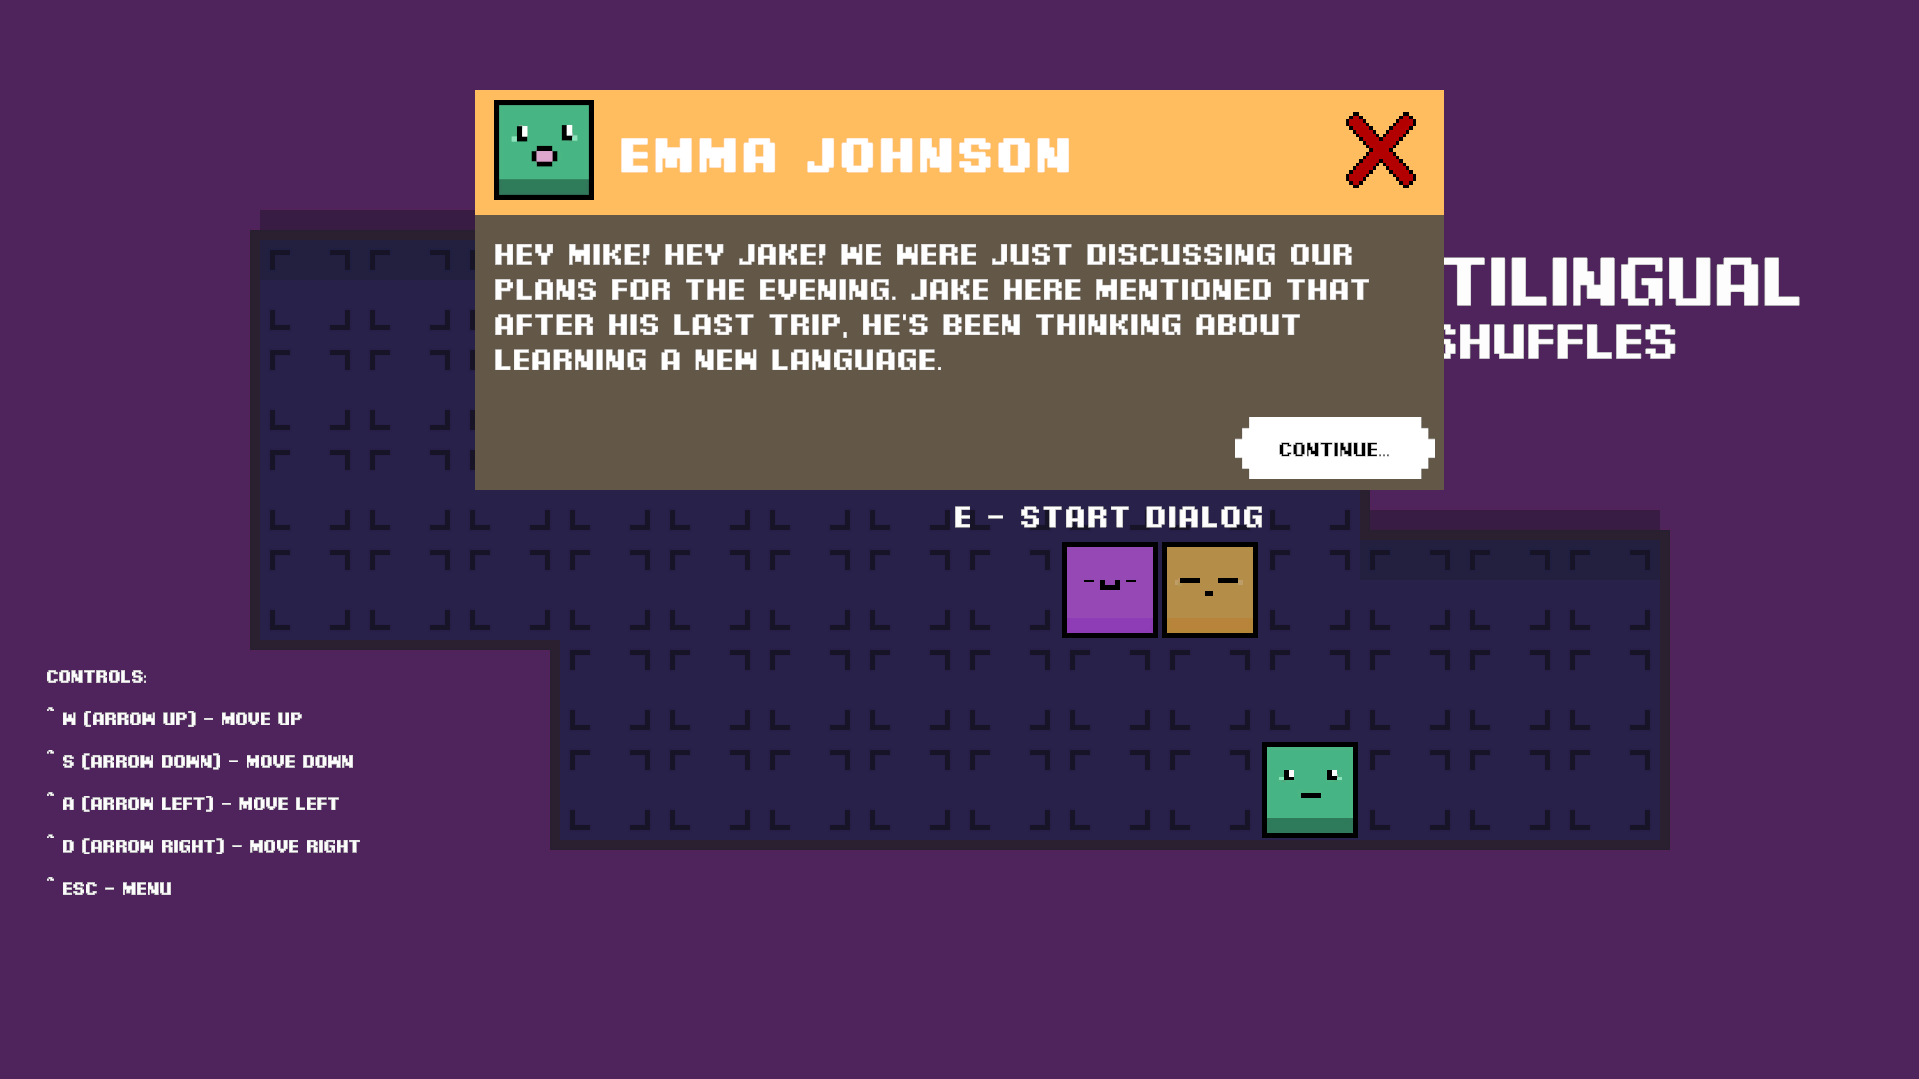 EMMA JOHNSON
HEY MIKE! HEY JAKE! WE WERE JUST DISCUSSING OUR
PLANS FOR THE EVENING. JAKE HERE MENTIONED THAT
AFTER HIS LAST TRIP, HE'S BEEN THINKING ABOUT
LEARNING A NEW LANGUAGE.
CONTINUE...
TILINGUAL
SHUFFLES
E - START DIALOG
CONTROLS:
^ W (ARROW UP) - MOVE UP
^ S (ARROW DOWN) - MOVE DOWN
^ A (ARROW LEFT) - MOVE LEFT
^ D (ARROW RIGHT) - MOVE RIGHT
^ ESC - MENU